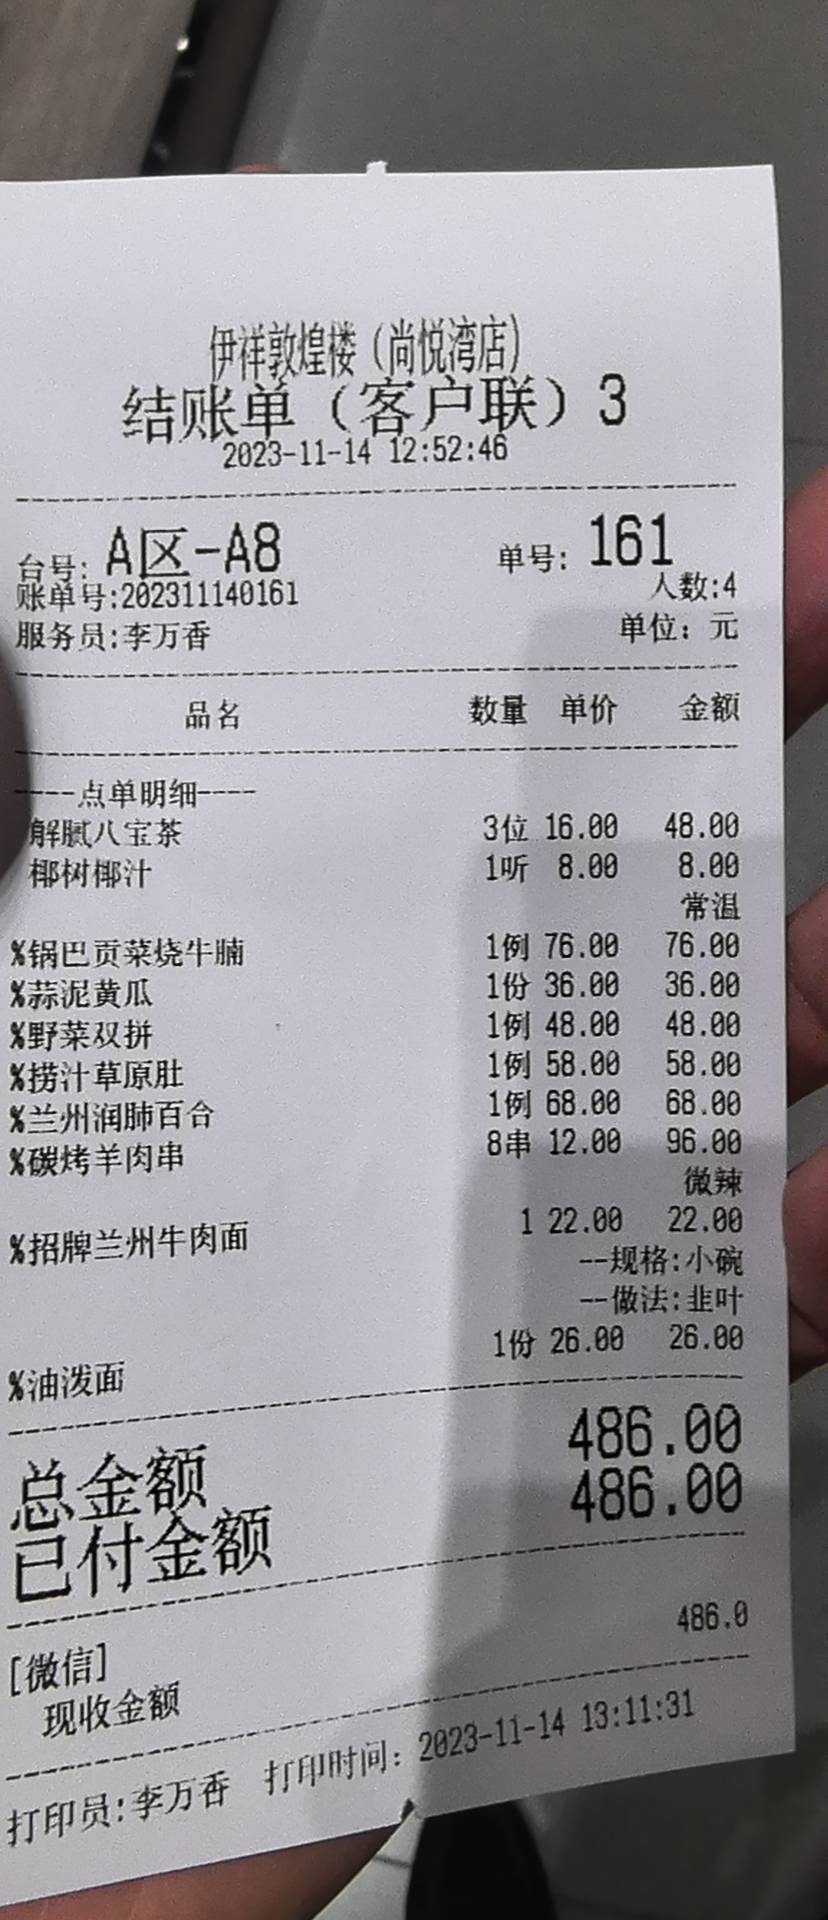 伊祥敦煌楼（尚悦湾店）
结账单（客户联）3
2023-11-14 12:52:46
台号: A区-A8 单号: 161
账单号:202311140161 人数:4
服务员:李万香 单位: 元
品名 数量 单价 金额
----点单明细----
解腻八宝茶 3位 16.00 48.00
椰树椰汁 1听 8.00 8.00
常温
%锅巴贡菜烧牛腩 1例 76.00 76.00
%蒜泥黄瓜 1份 36.00 36.00
%野菜双拼 1例 48.00 48.00
%捞汁草原肚 1例 58.00 58.00
%兰州润肺百合 1例 68.00 68.00
%碳烤羊肉串 8串 12.00 96.00
微辣
%招牌兰州牛肉面 1 22.00 22.00
--规格:小碗
--做法:韭叶
%油泼面 1份 26.00 26.00
总金额 486.00
已付金额 486.00
[微信] 486.0
现收金额
打印员:李万香 打印时间: 2023-11-14 13:11:31